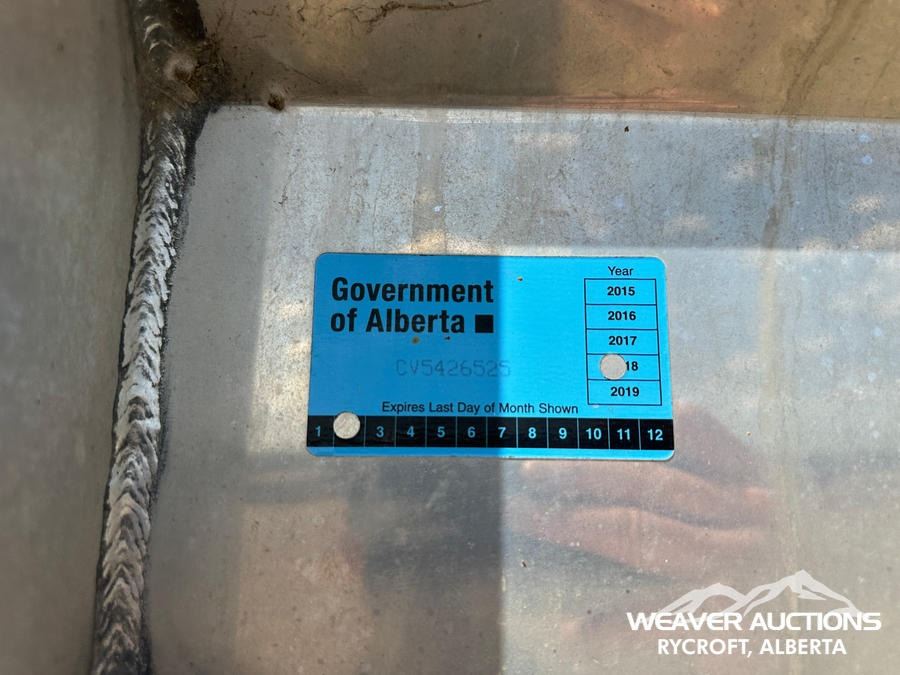 Government
of Alberta
CV5426525
Year
2015
2016
2017
18
2019
Expires Last Day of Month Shown
1 3 4 5 6 7 8 9 10 11 12
WEAVER AUCTIONS
RYCROFT, ALBERTA